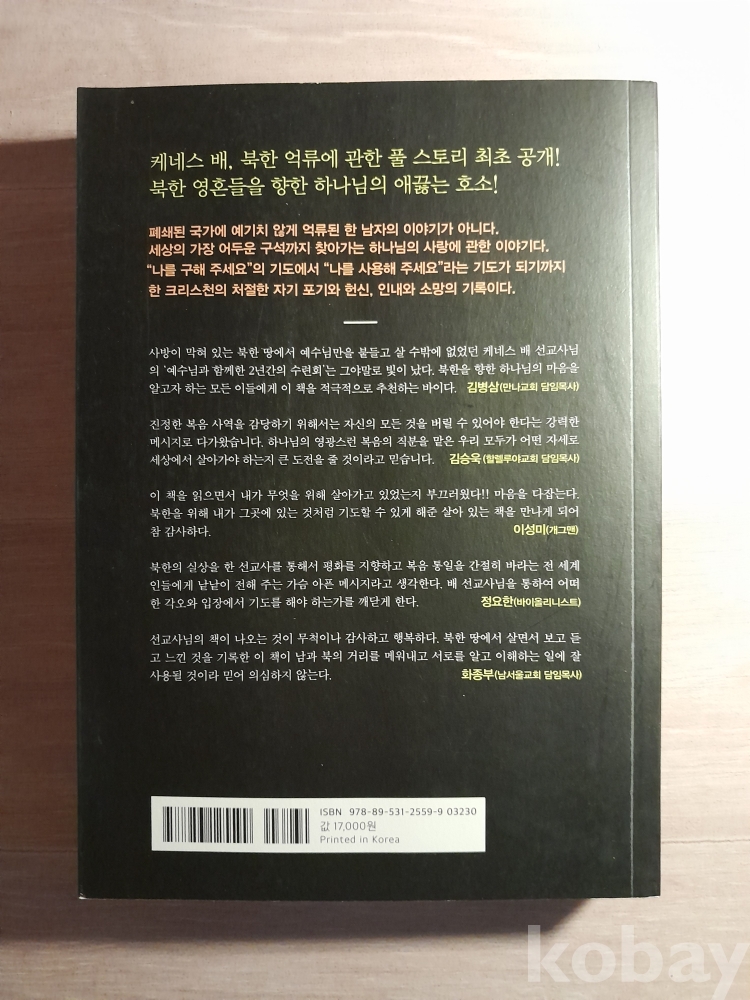 케네스 배, 북한 억류에 관한 풀 스토리 최초 공개!
북한 영혼들을 향한 하나님의 애끓는 호소!
폐쇄된 국가에 예기치 않게 억류된 한 남자의 이야기가 아니다.
세상의 가장 어두운 구석까지 찾아가는 하나님의 사랑에 관한 이야기다.
“나를 구해 주세요”의 기도에서 “나를 사용해 주세요”라는 기도가 되기까지
한 크리스천의 처절한 자기 포기와 헌신, 인내와 소망의 기록이다.
사방이 막혀 있는 북한 땅에서 예수님만을 붙들고 살 수밖에 없었던 케네스 배 선교사님
의 ‘예수님과 함께한 2년간의 수련회’는 그야말로 빛이 났다. 북한을 향한 하나님의 마음을
알고자 하는 모든 이들에게 이 책을 적극적으로 추천하는 바이다. 김병삼(만나교회 담임목사)
진정한 복음 사역을 감당하기 위해서는 자신의 모든 것을 버릴 수 있어야 한다는 강력한
메시지로 다가왔습니다. 하나님의 영광스런 복음의 직분을 맡은 우리 모두가 어떤 자세로
세상에서 살아가야 하는지 큰 도전을 줄 것이라고 믿습니다. 김승욱(할렐루야교회 담임목사)
이 책을 읽으면서 내가 무엇을 위해 살아가고 있었는지 부끄러웠다!! 마음을 다잡는다.
북한을 위해 내가 그곳에 있는 것처럼 기도할 수 있게 해준 살아 있는 책을 만나게 되어
참 감사하다. 이성미(개그맨)
북한의 실상을 한 선교사를 통해서 평화를 지향하고 복음 통일을 간절히 바라는 전 세계
인들에게 낱낱이 전해 주는 가슴 아픈 메시지라고 생각한다. 배 선교사님을 통하여 어떠
한 각오와 입장에서 기도를 해야 하는가를 깨닫게 한다. 정요한(바이올리니스트)
선교사님의 책이 나오는 것이 무척이나 감사하고 행복하다. 북한 땅에서 살면서 보고 듣
고 느낀 것을 기록한 이 책이 남과 북의 거리를 메워내고 서로를 알고 이해하는 일에 잘
사용될 것이라 믿어 의심하지 않는다. 화종부(남서울교회 담임목사)
ISBN 978-89-531-2559-9 03230
값 17,000원
Printed in Korea
kobay